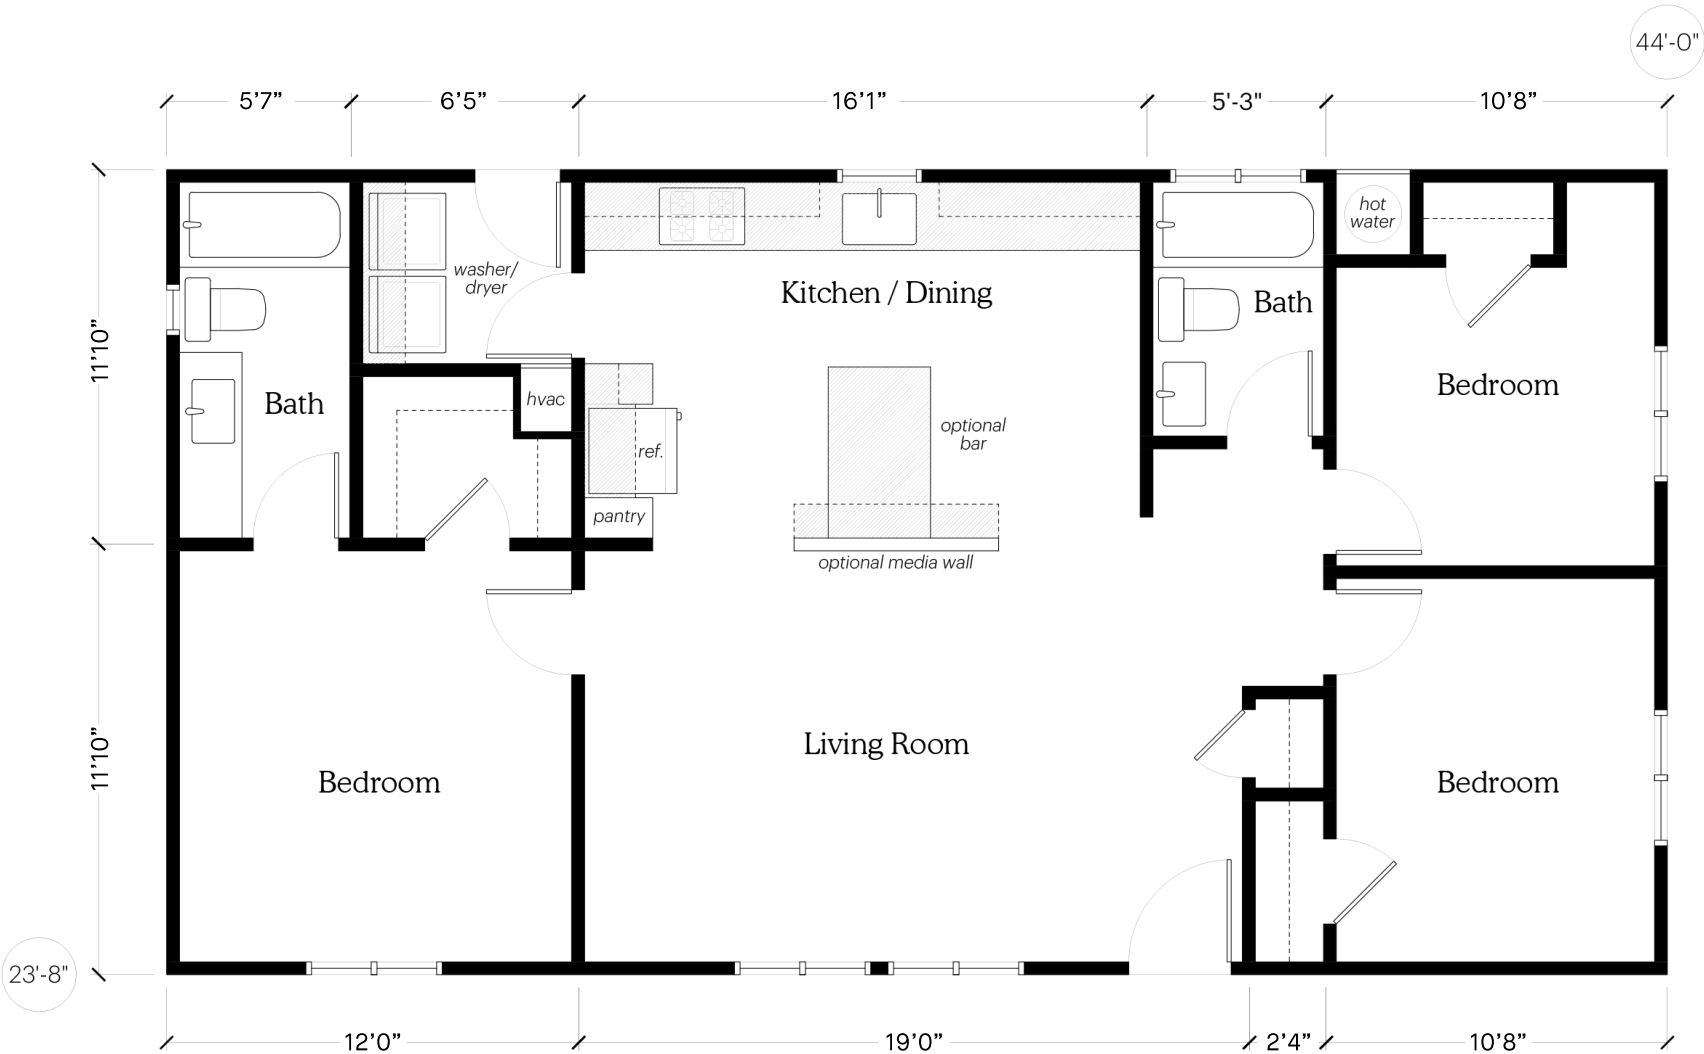 44'-0"
5’7”
6’5”
16’1”
5'-3"
10’8”
hot
water
washer/
dryer
Kitchen / Dining
Bath
11’10”
Bedroom
hvac
Bath
optional
bar
ref.
pantry
optional media wall
Living Room
11’10”
Bedroom
Bedroom
23'-8"
12’0”
19’0”
2’4”
10’8”